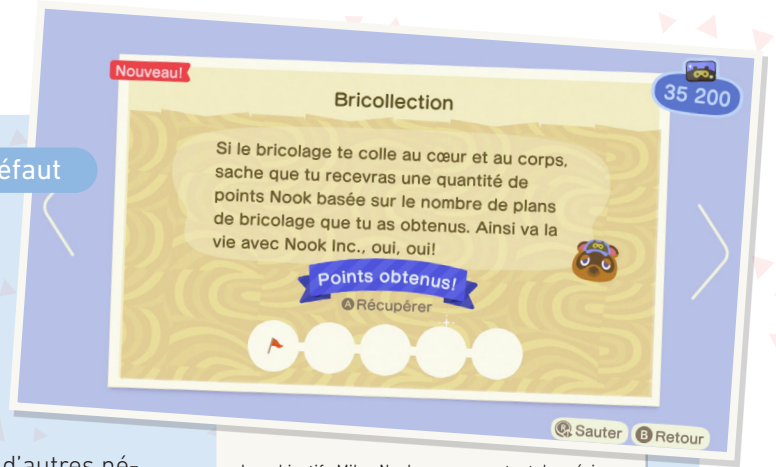 Nouveau!
35 200
Bricollection
éfaut
Si le bricolage te colle au cœur et au corps,
sache que tu recevras une quantité de
points Nook basée sur le nombre de plans
de bricolage que tu as obtenus. Ainsi va la
vie avec Nook Inc., oui, oui!
Points obtenus!
A Récupérer
R Sauter B Retour
d'autres né-